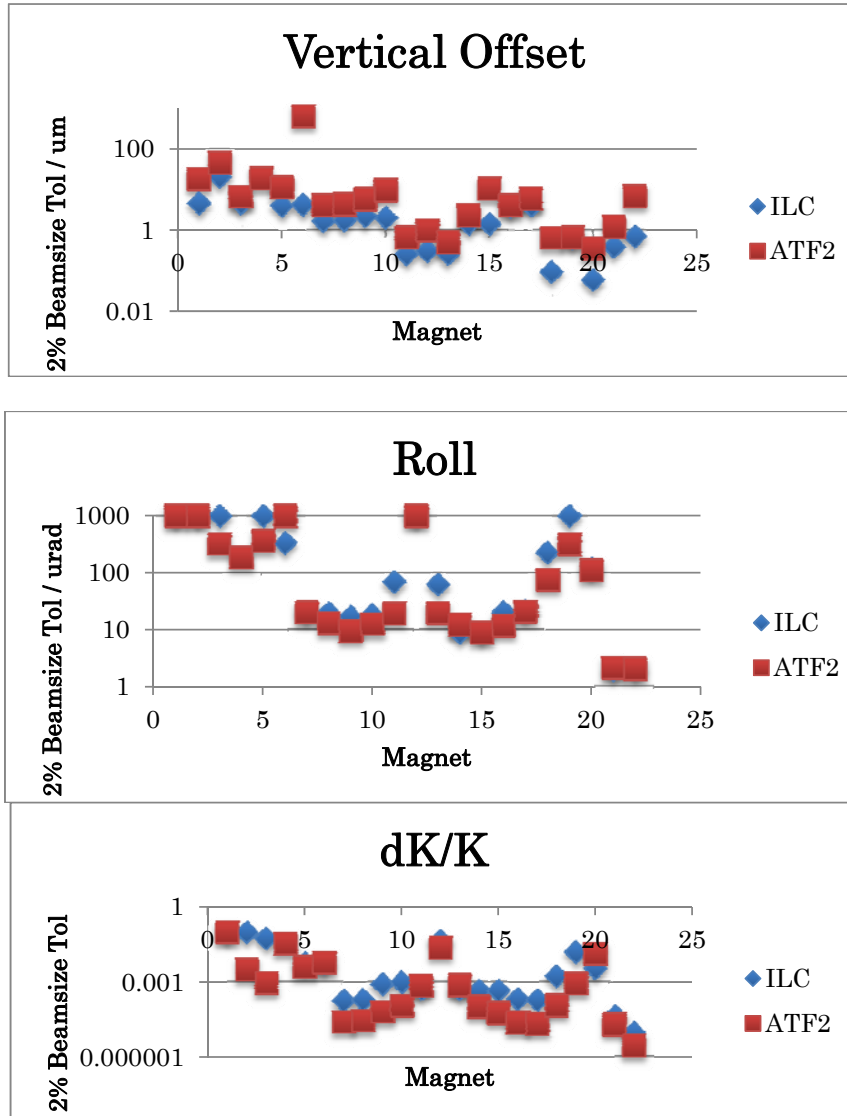 Vertical Offset
2% Beamsize Tol / um
100
1
0.01
0 5 10 15 20 25
Magnet
ILC
ATF2
Roll
2% Beamsize Tol / urad
1000
100
10
1
0 5 10 15 20 25
Magnet
ILC
ATF2
dK/K
2% Beamsize Tol
1
0.001
0.000001
0 5 10 15 20 25
Magnet
ILC
ATF2